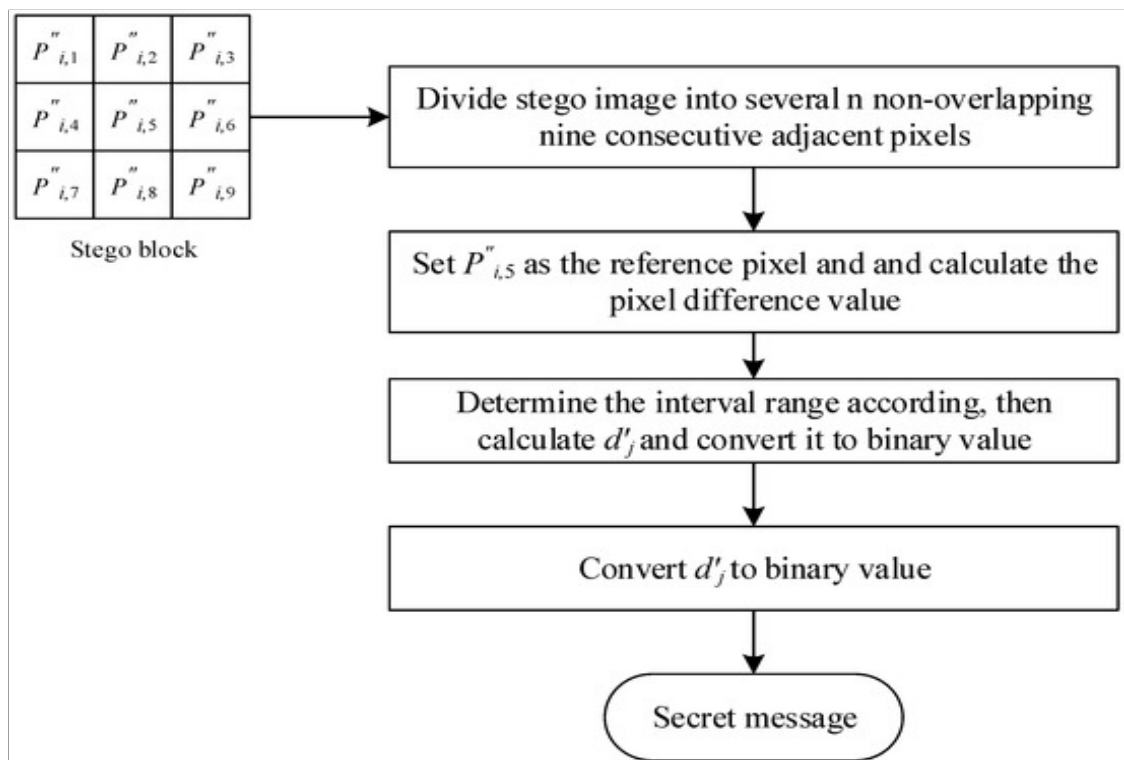 P″i,1 P″i,2 P″i,3
P″i,4 P″i,5 P″i,6
P″i,7 P″i,8 P″i,9
Stego block
Divide stego image into several n non-overlapping
nine consecutive adjacent pixels
Set P″i,5 as the reference pixel and and calculate the
pixel difference value
Determine the interval range according, then
calculate d′j and convert it to binary value
Convert d′j to binary value
Secret message